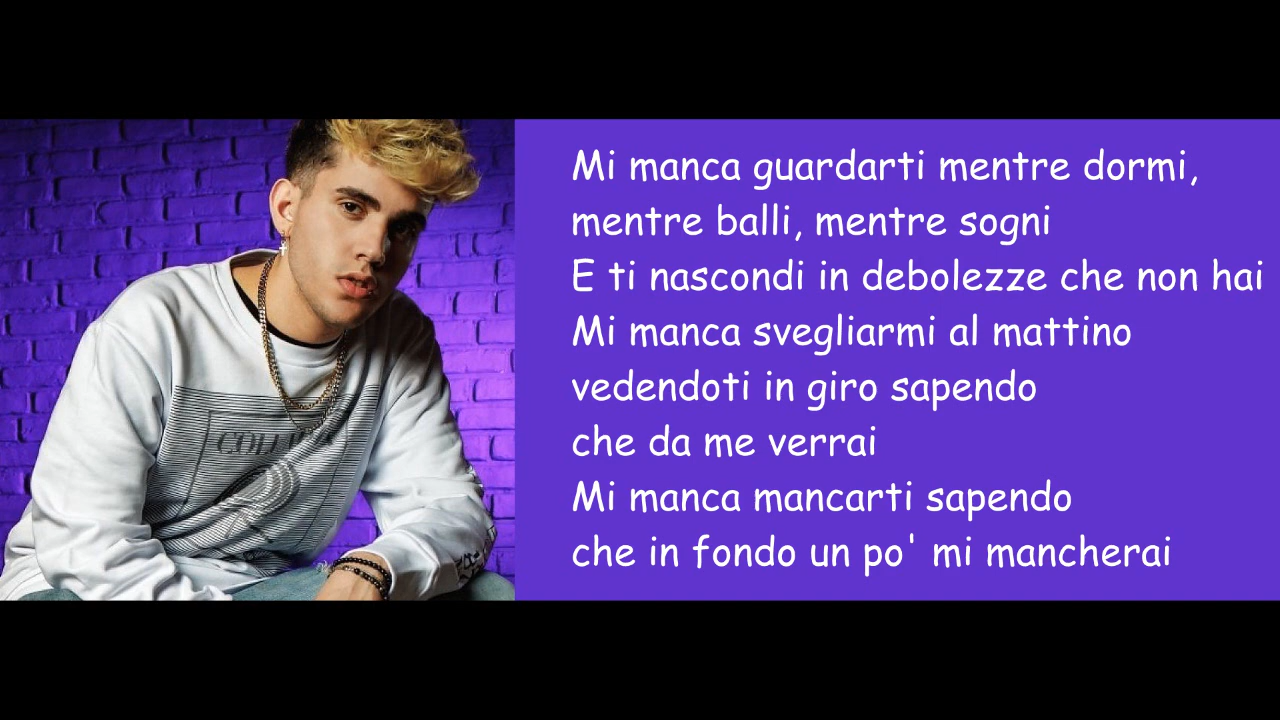 Mi manca guardarti mentre dormi,
mentre balli, mentre sogni
E ti nascondi in debolezze che non hai
Mi manca svegliarmi al mattino
vedendoti in giro sapendo
che da me verrai
Mi manca mancarti sapendo
che in fondo un po' mi mancherai